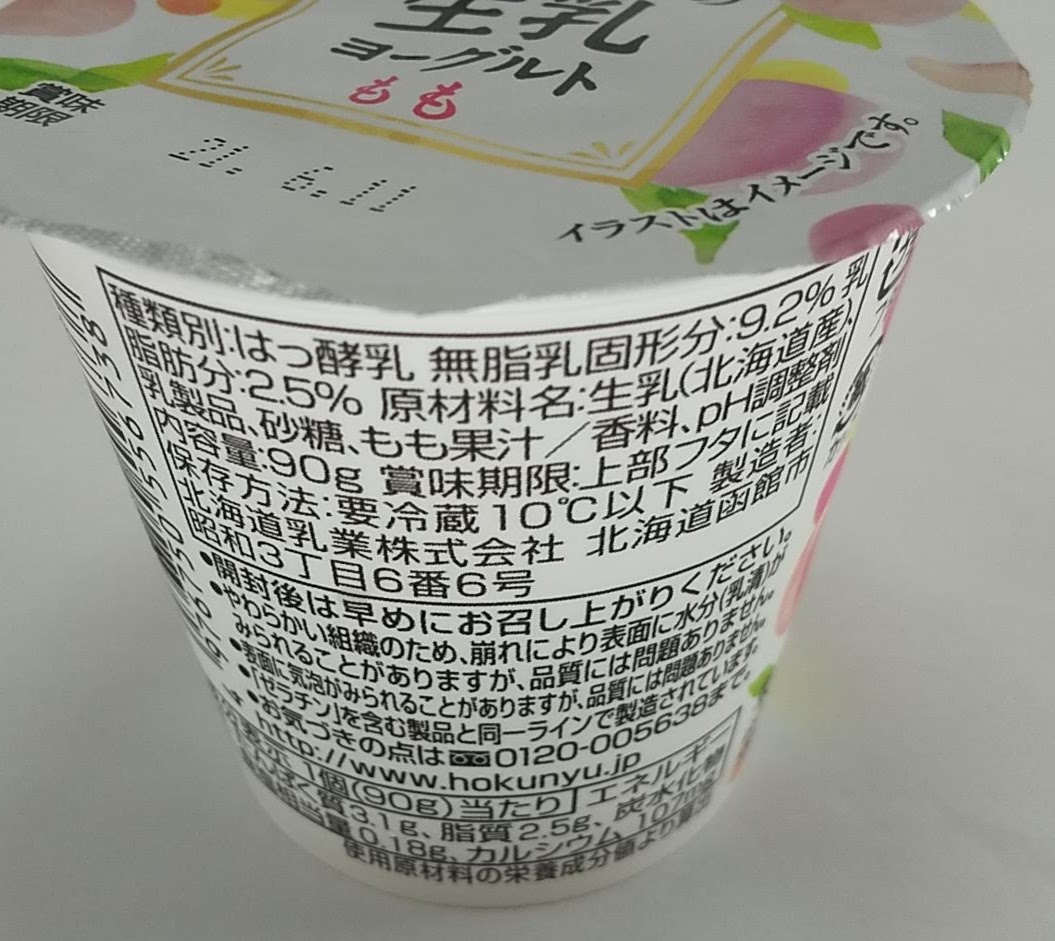 生乳
ヨーグルト
もも
賞味
期限
21. 6.11
イラストはイメージです。
種類別:はっ酵乳 無脂乳固形分:9.2% 乳
脂肪分:2.5% 原材料名:生乳(北海道産)、
乳製品、砂糖、もも果汁/香料、pH調整剤
内容量:90g 賞味期限:上部フタに記載
保存方法:要冷蔵10℃以下 製造者:
北海道乳業株式会社 北海道函館市
昭和3丁目6番6号
•開封後は早めにお召し上がりください。
•やわらかい組織のため、崩れにより表面に水分(乳清)が
みられることがありますが、品質には問題ありません。
•表面に気泡がみられることがありますが、品質には問題ありません。
•「ゼラチン」を含む製品と同一ラインで製造されています。
•お気づきの点は 0120-005638まで。
http://www.hokunyu.jp
1個(90g)当たり エネルギー
質3.1g、脂質2.5g、炭水化物
相当量0.18g、カルシウム 107mg
使用原材料の栄養成分値より算出